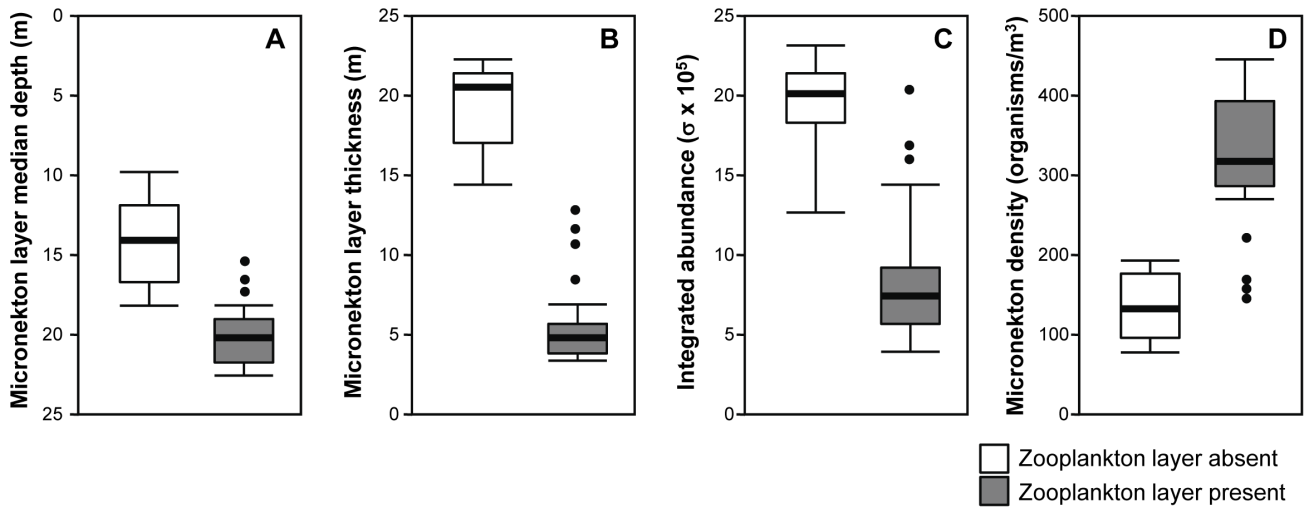 Micronekton layer median depth (m)
0
5
10
15
20
25
A
Micronekton layer thickness (m)
25
20
15
10
5
0
B
Integrated abundance (σ x 10⁵)
25
20
15
10
5
0
C
Micronekton density (organisms/m³)
500
400
300
200
100
0
D
Zooplankton layer absent
Zooplankton layer present